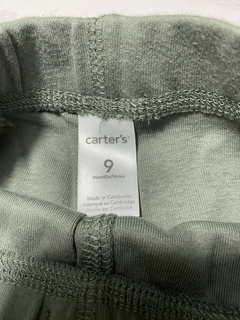 carter's
9
months/mois
Made in Cambodia
Fabriqué au Cambodge
Hecho en Camboya